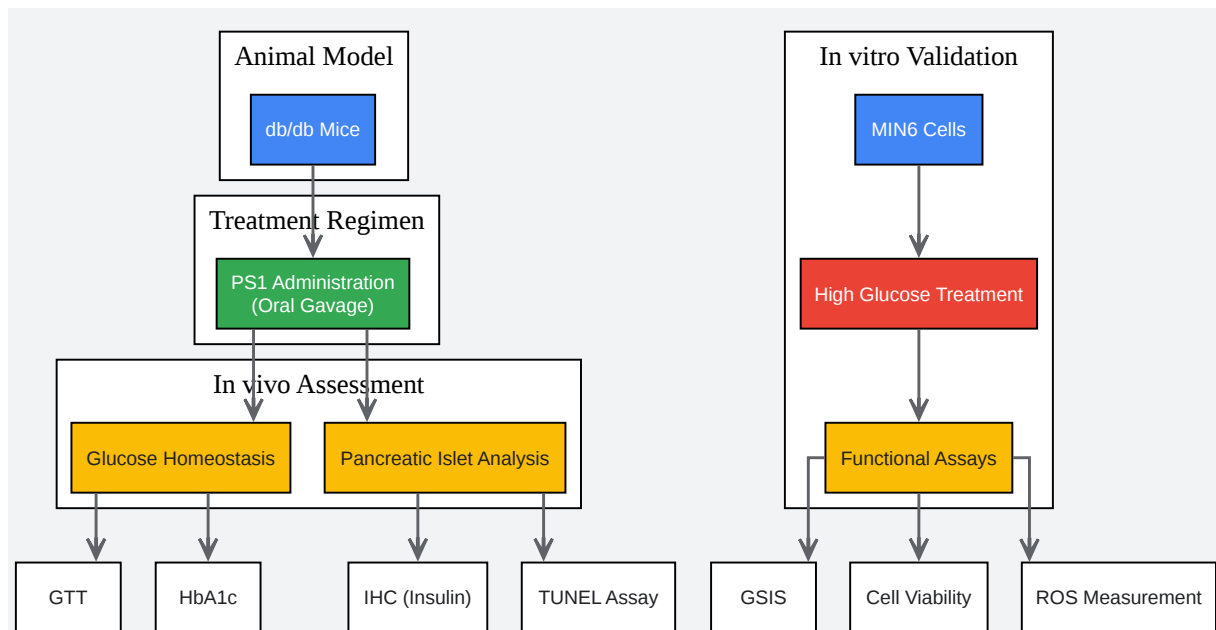 Animal Model
db/db Mice
Treatment Regimen
PS1 Administration
(Oral Gavage)
In vivo Assessment
Glucose Homeostasis
Pancreatic Islet Analysis
GTT
HbA1c
IHC (Insulin)
TUNEL Assay
In vitro Validation
MIN6 Cells
High Glucose Treatment
Functional Assays
GSIS
Cell Viability
ROS Measurement